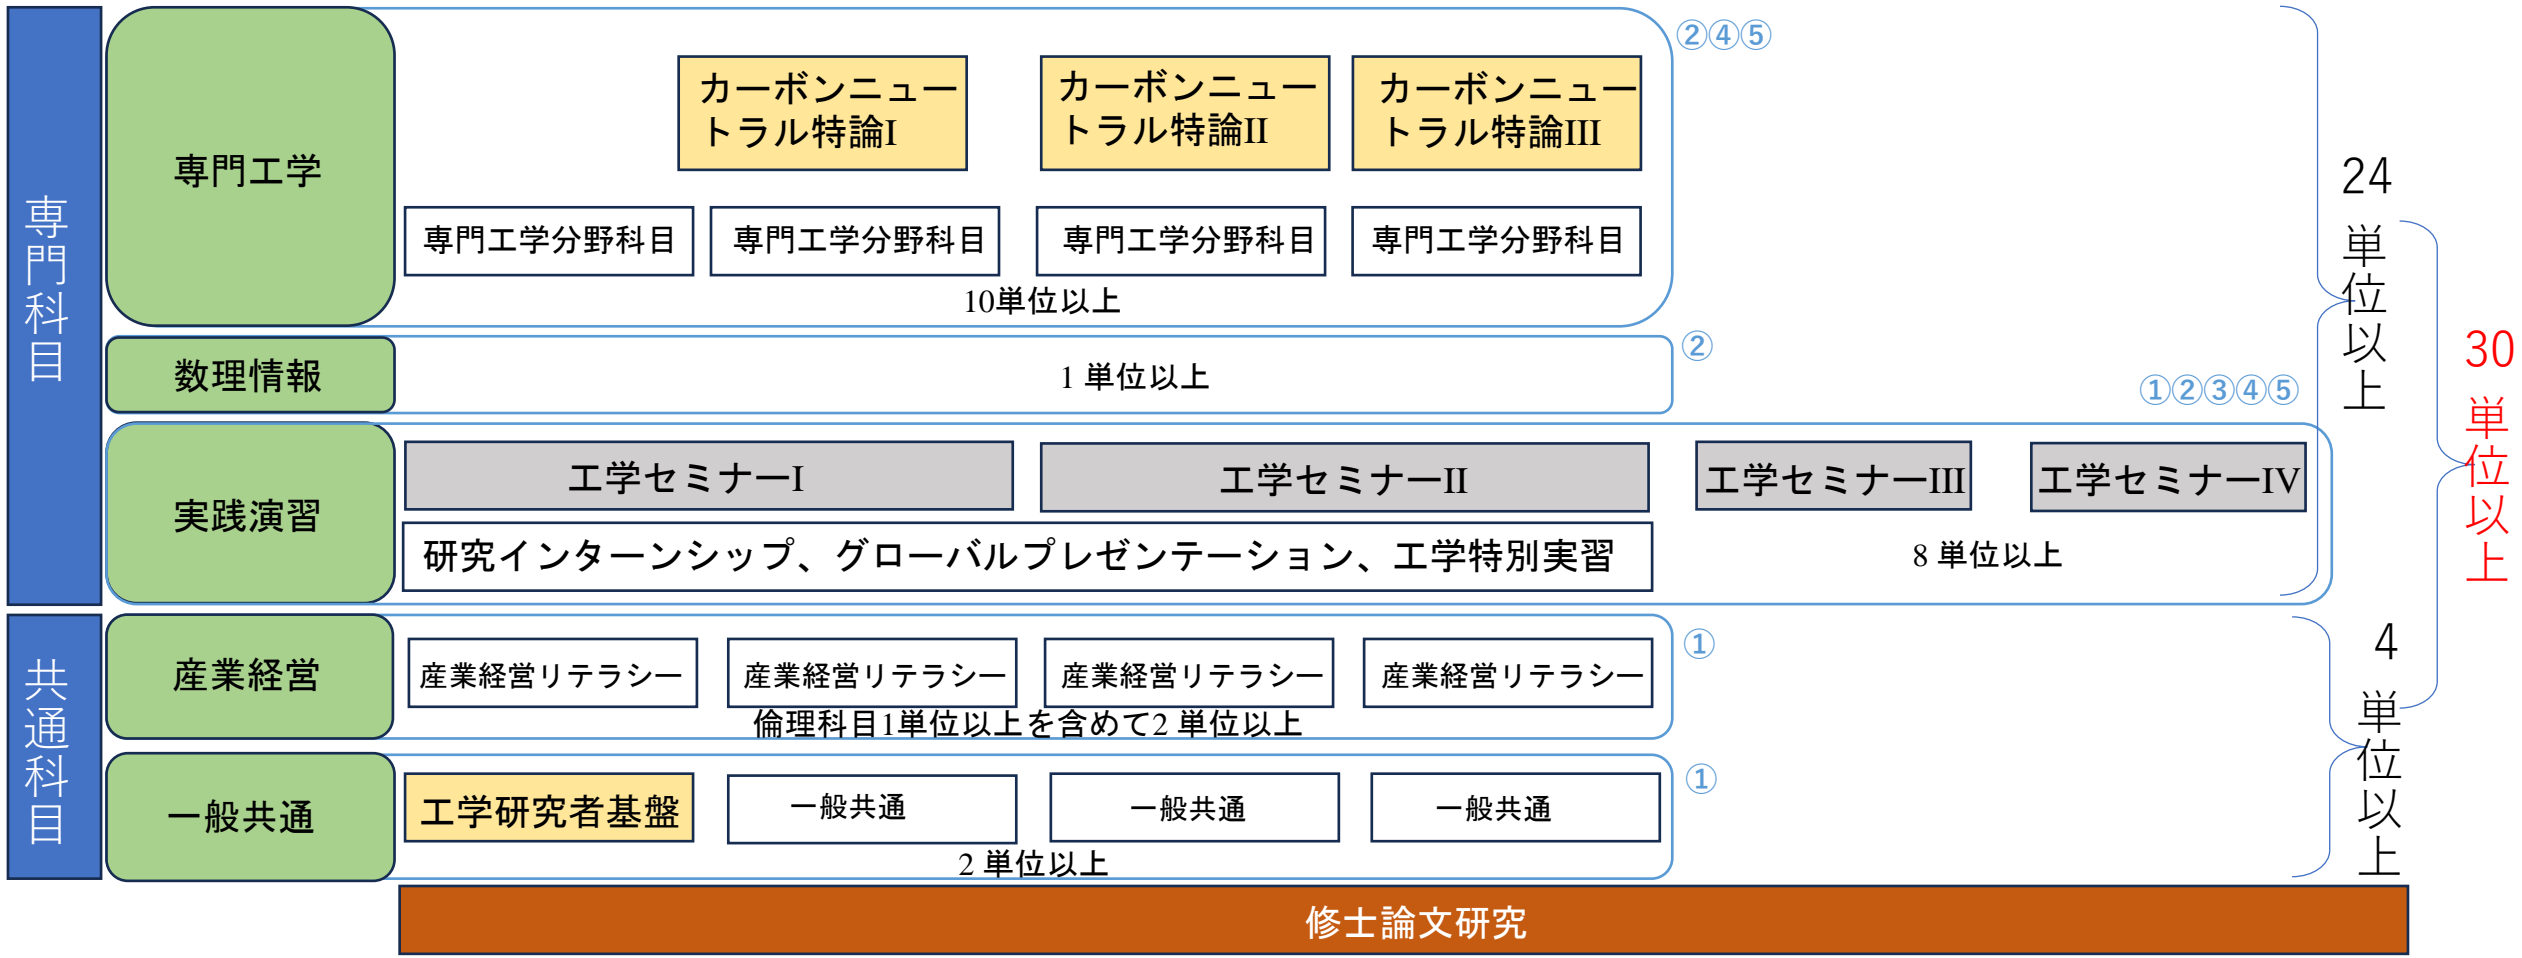 専門科目
専門工学
カーボンニュー
トラル特論I
カーボンニュー
トラル特論II
カーボンニュー
トラル特論III
②④⑤
専門工学分野科目
専門工学分野科目
専門工学分野科目
専門工学分野科目
10単位以上
数理情報
1 単位以上
②
①②③④⑤
実践演習
工学セミナーI
工学セミナーII
工学セミナーIII
工学セミナーIV
研究インターンシップ、グローバルプレゼンテーション、工学特別実習
8 単位以上
24単位以上
30単位以上
共通科目
産業経営
産業経営リテラシー
産業経営リテラシー
産業経営リテラシー
産業経営リテラシー
倫理科目1単位以上を含めて2 単位以上
①
一般共通
工学研究者基盤
一般共通
一般共通
一般共通
2 単位以上
①
4単位以上
修士論文研究